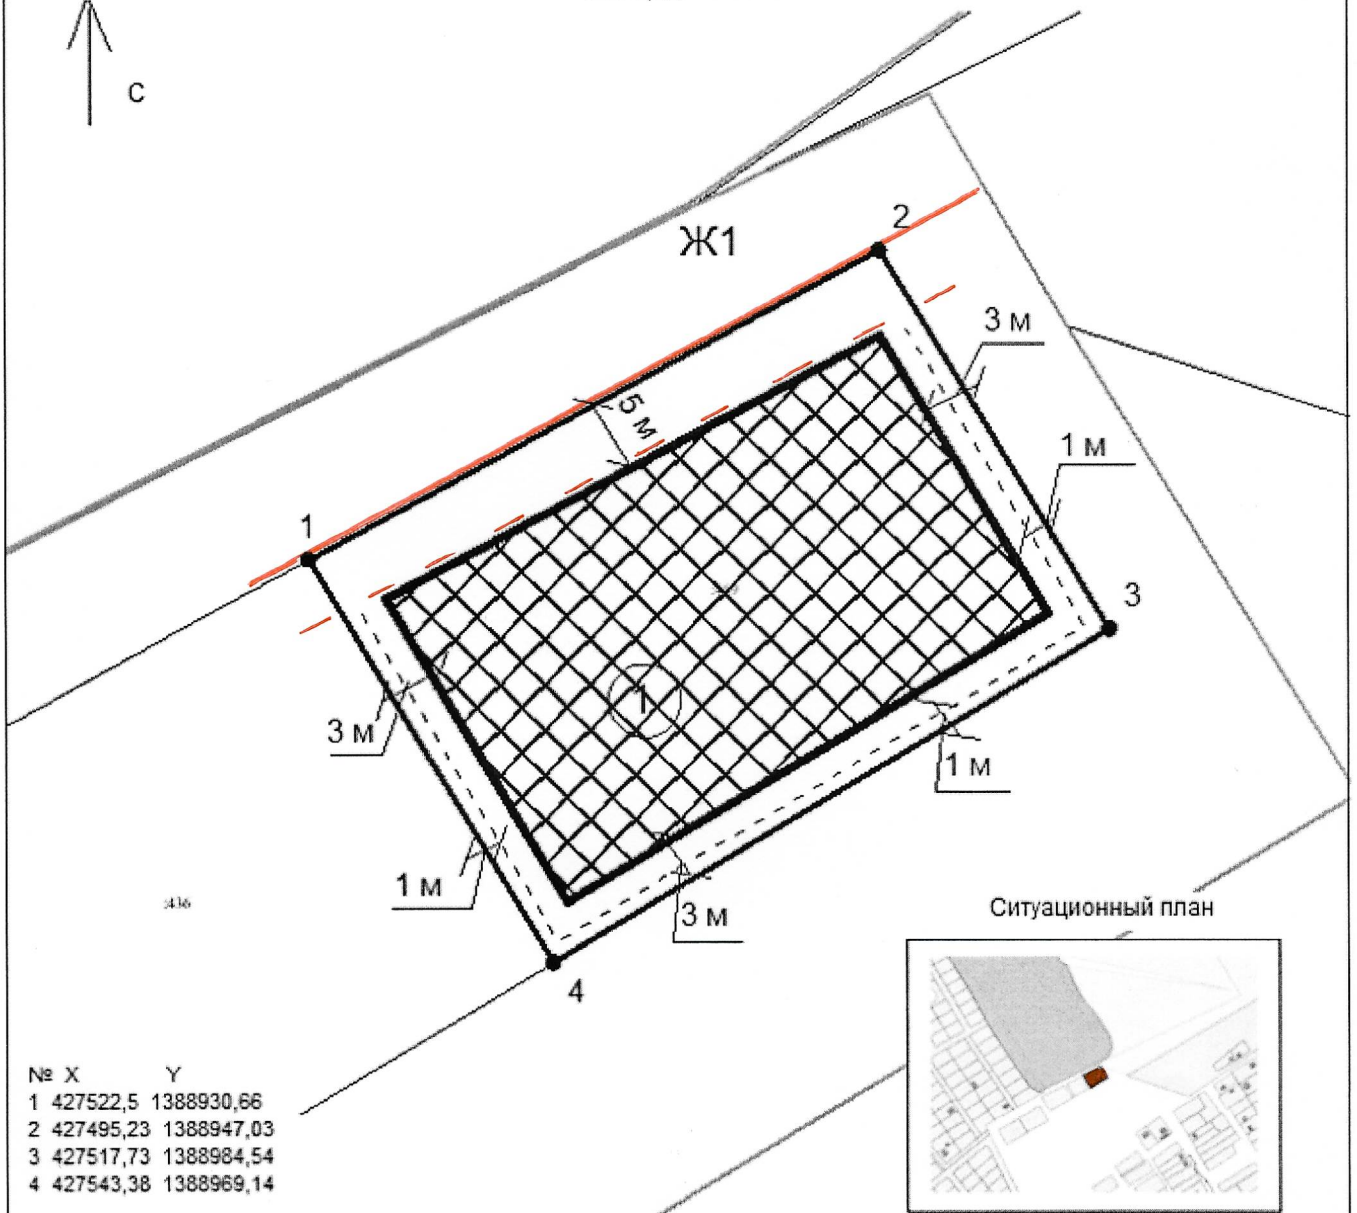 С
Ж1
2
3 м
5 м
1 м
1
3
1
3 м
1 м
1 м
3 м
:436
4
Ситуационный план
№ X Y
1 427522,5 1388930,66
2 427495,23 1388947,03
3 427517,73 1388984,54
4 427543,38 1388969,14